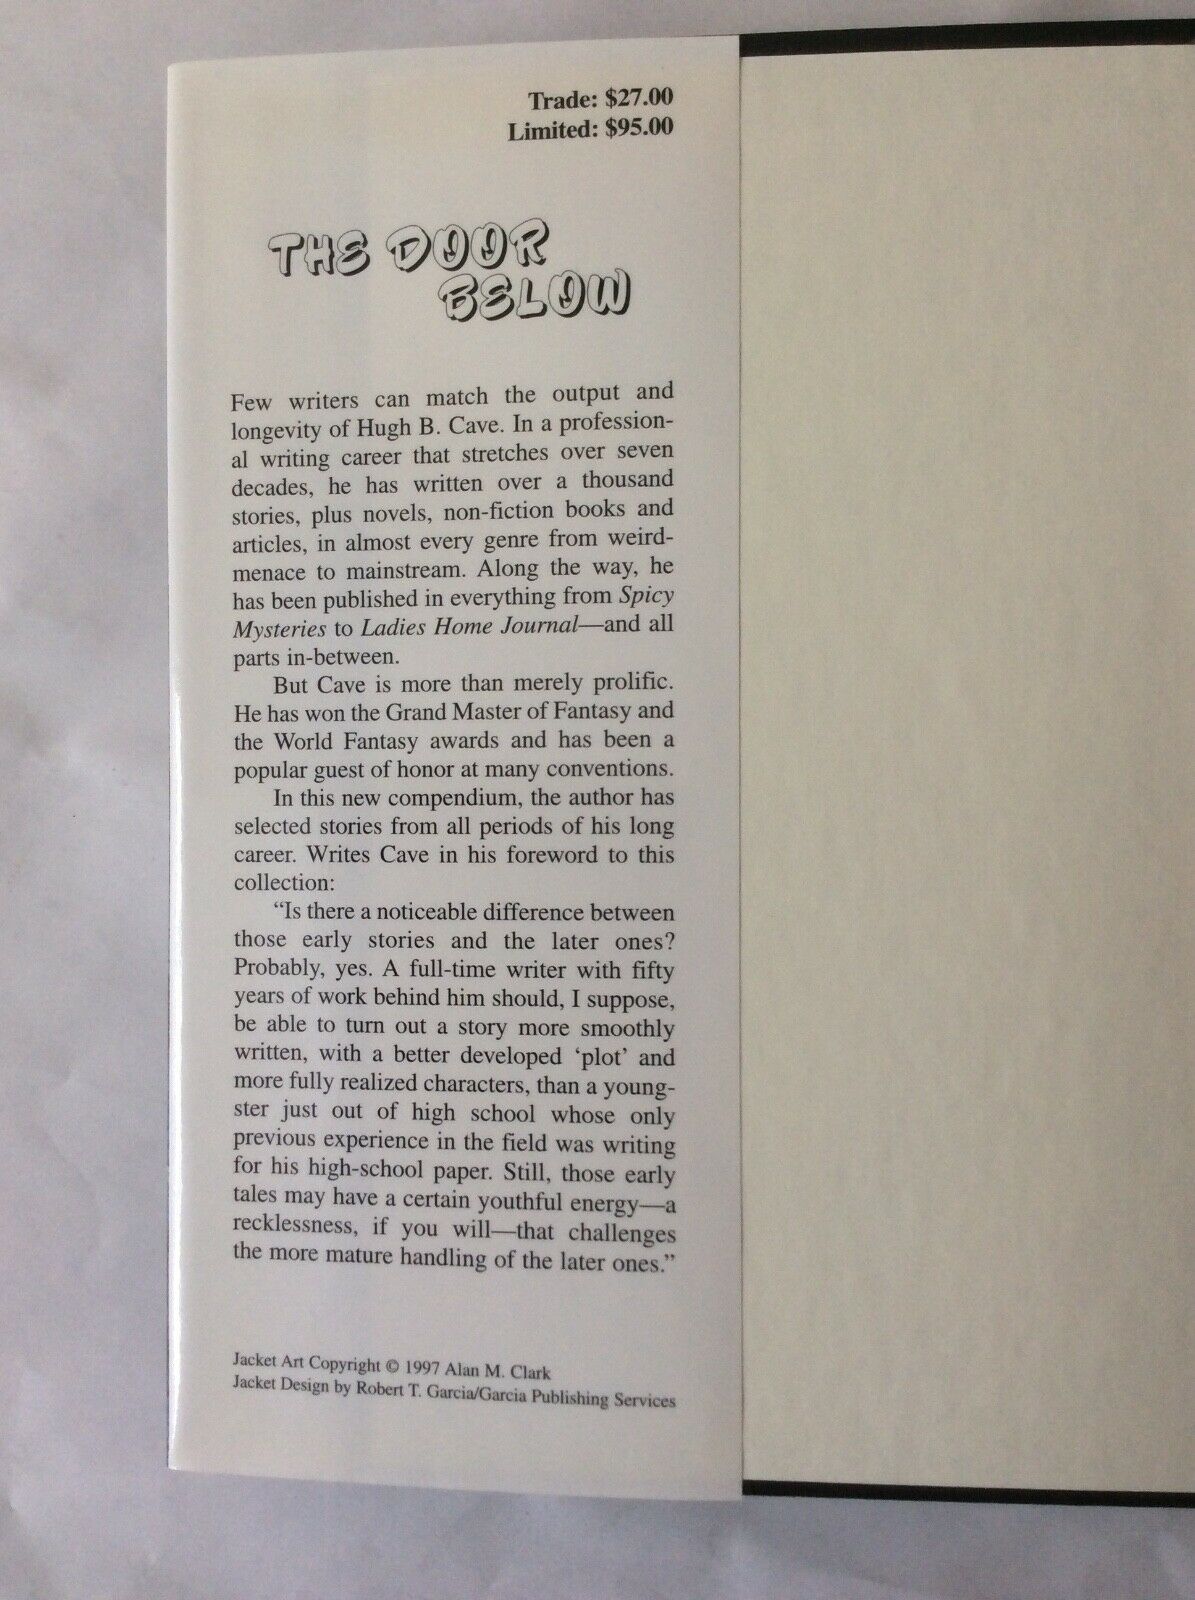 Trade: $27.00
Limited: $95.00
THE DOOR
BELOW
Few writers can match the output and
longevity of Hugh B. Cave. In a profession-
al writing career that stretches over seven
decades, he has written over a thousand
stories, plus novels, non-fiction books and
articles, in almost every genre from weird-
menace to mainstream. Along the way, he
has been published in everything from Spicy
Mysteries to Ladies Home Journal—and all
parts in-between.
But Cave is more than merely prolific.
He has won the Grand Master of Fantasy and
the World Fantasy awards and has been a
popular guest of honor at many conventions.
In this new compendium, the author has
selected stories from all periods of his long
career. Writes Cave in his foreword to this
collection:
“Is there a noticeable difference between
those early stories and the later ones?
Probably, yes. A full-time writer with fifty
years of work behind him should, I suppose,
be able to turn out a story more smoothly
written, with a better developed ‘plot’ and
more fully realized characters, than a young-
ster just out of high school whose only
previous experience in the field was writing
for his high-school paper. Still, those early
tales may have a certain youthful energy—a
recklessness, if you will—that challenges
the more mature handling of the later ones.”
Jacket Art Copyright © 1997 Alan M. Clark
Jacket Design by Robert T. Garcia/Garcia Publishing Services